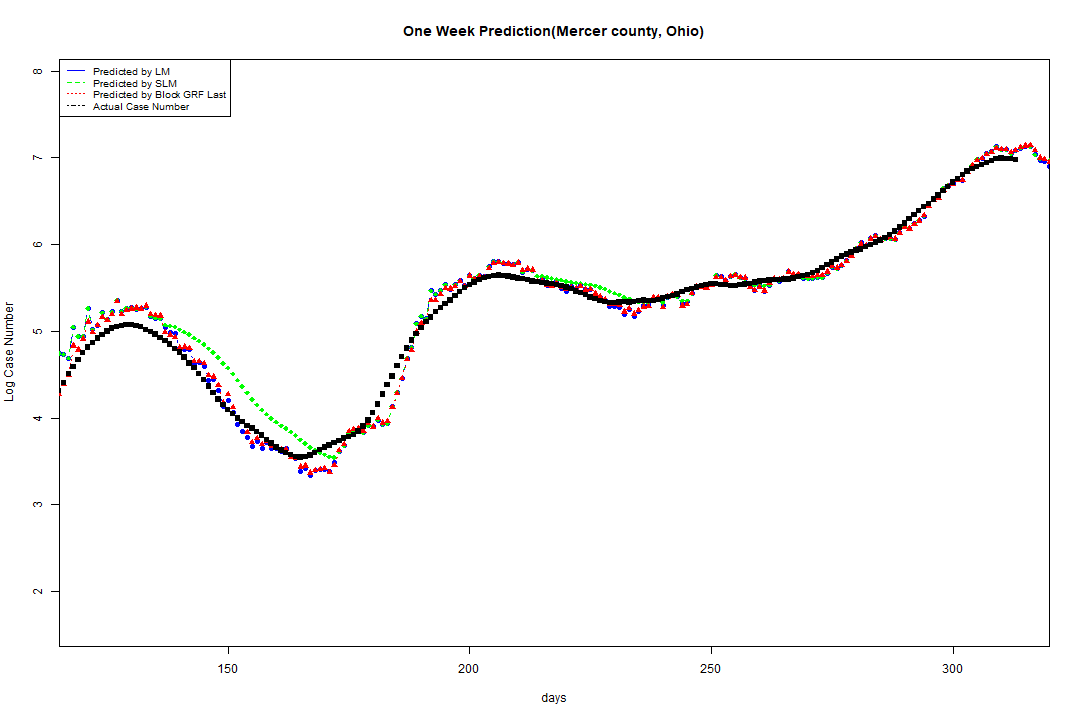 One Week Prediction(Mercer county, Ohio)
Predicted by LM
Predicted by SLM
Predicted by Block GRF Last
Actual Case Number
8
7
6
5
4
3
2
Log Case Number
150 200 250 300
days